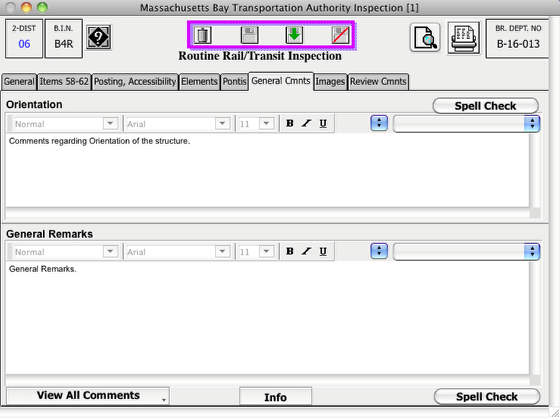 Massachusetts Bay Transportation Authority Inspection [1]
2-DIST
06
B.I.N.
B4R
BR. DEPT. NO
B-16-013
Routine Rail/Transit Inspection
General Items 58-62 Posting, Accessibility Elements Pontis General Cmnts Images Review Cmnts
Orientation
Spell Check
Normal Arial 11 B I U
Comments regarding Orientation of the structure.
General Remarks
Normal Arial 11 B I U
General Remarks.
View All Comments
Info
Spell Check